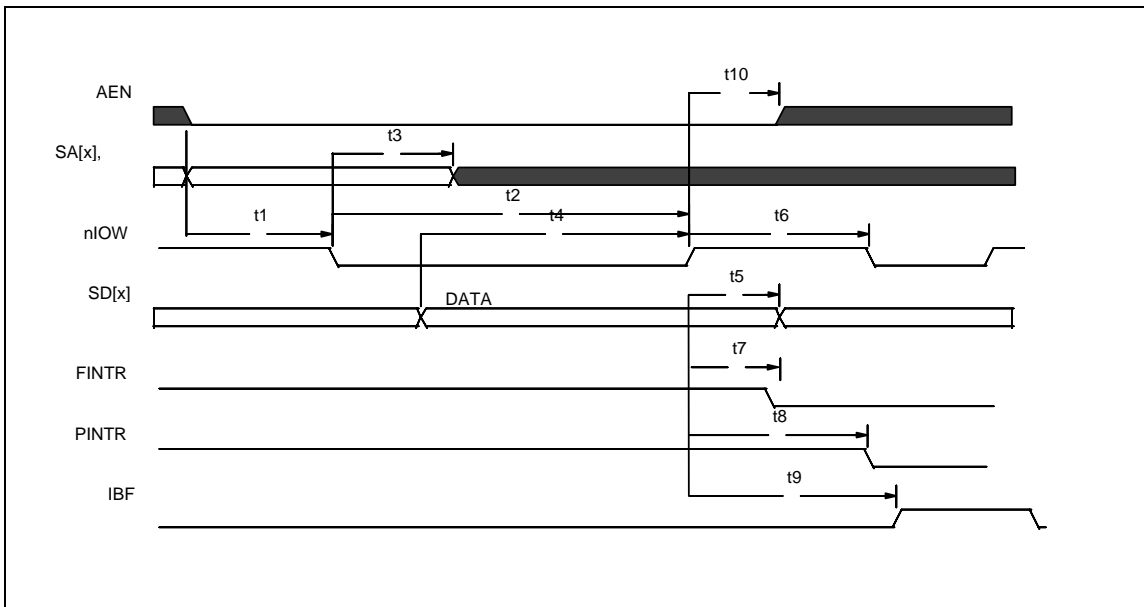 t10
AEN
t3
SA[x],
t2
t1
t4
t6
nIOW
SD[x]
t5
DATA
t7
FINTR
t8
PINTR
t9
IBF